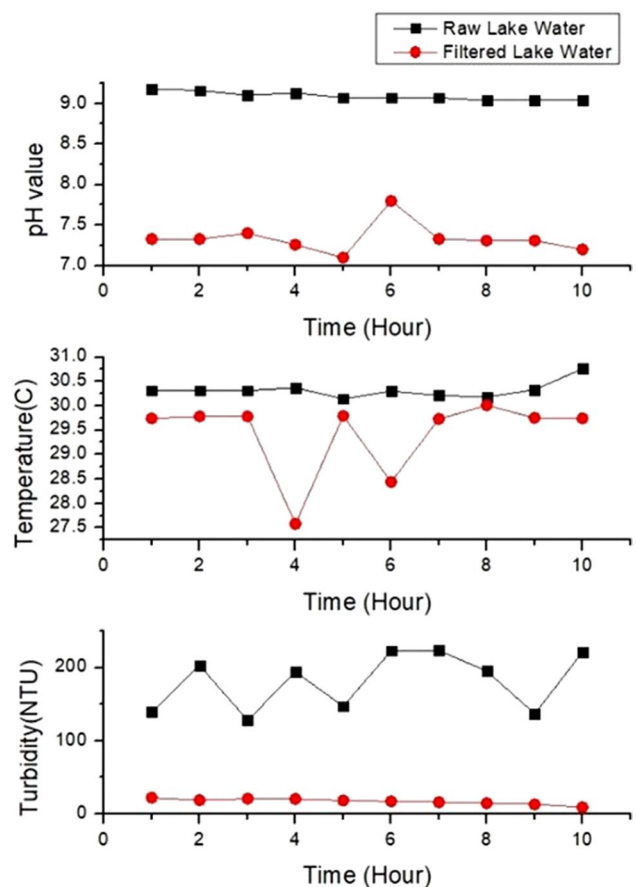 Raw Lake Water
Filtered Lake Water
pH value
9.0
8.5
8.0
7.5
7.0
0 2 4 6 8 10
Time (Hour)
Temperature(C)
31.0
30.5
30.0
29.5
29.0
28.5
28.0
27.5
0 2 4 6 8 10
Time (Hour)
Turbidity(NTU)
200
100
0
0 2 4 6 8 10
Time (Hour)